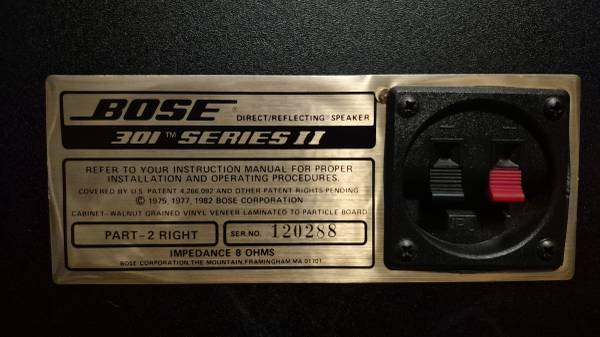 BOSE® DIRECT/REFLECTING™ SPEAKER
301™ SERIES II
REFER TO YOUR INSTRUCTION MANUAL FOR PROPER
INSTALLATION AND OPERATING PROCEDURES.
COVERED BY U.S. PATENT 4,266,092 AND OTHER PATENT RIGHTS PENDING
© 1975, 1977, 1982 BOSE CORPORATION
CABINET-WALNUT GRAINED VINYL VENEER LAMINATED TO PARTICLE BOARD
PART-2 RIGHT SER.NO. 120288
IMPEDANCE 8 OHMS
BOSE CORPORATION, THE MOUNTAIN, FRAMINGHAM, MA 01701